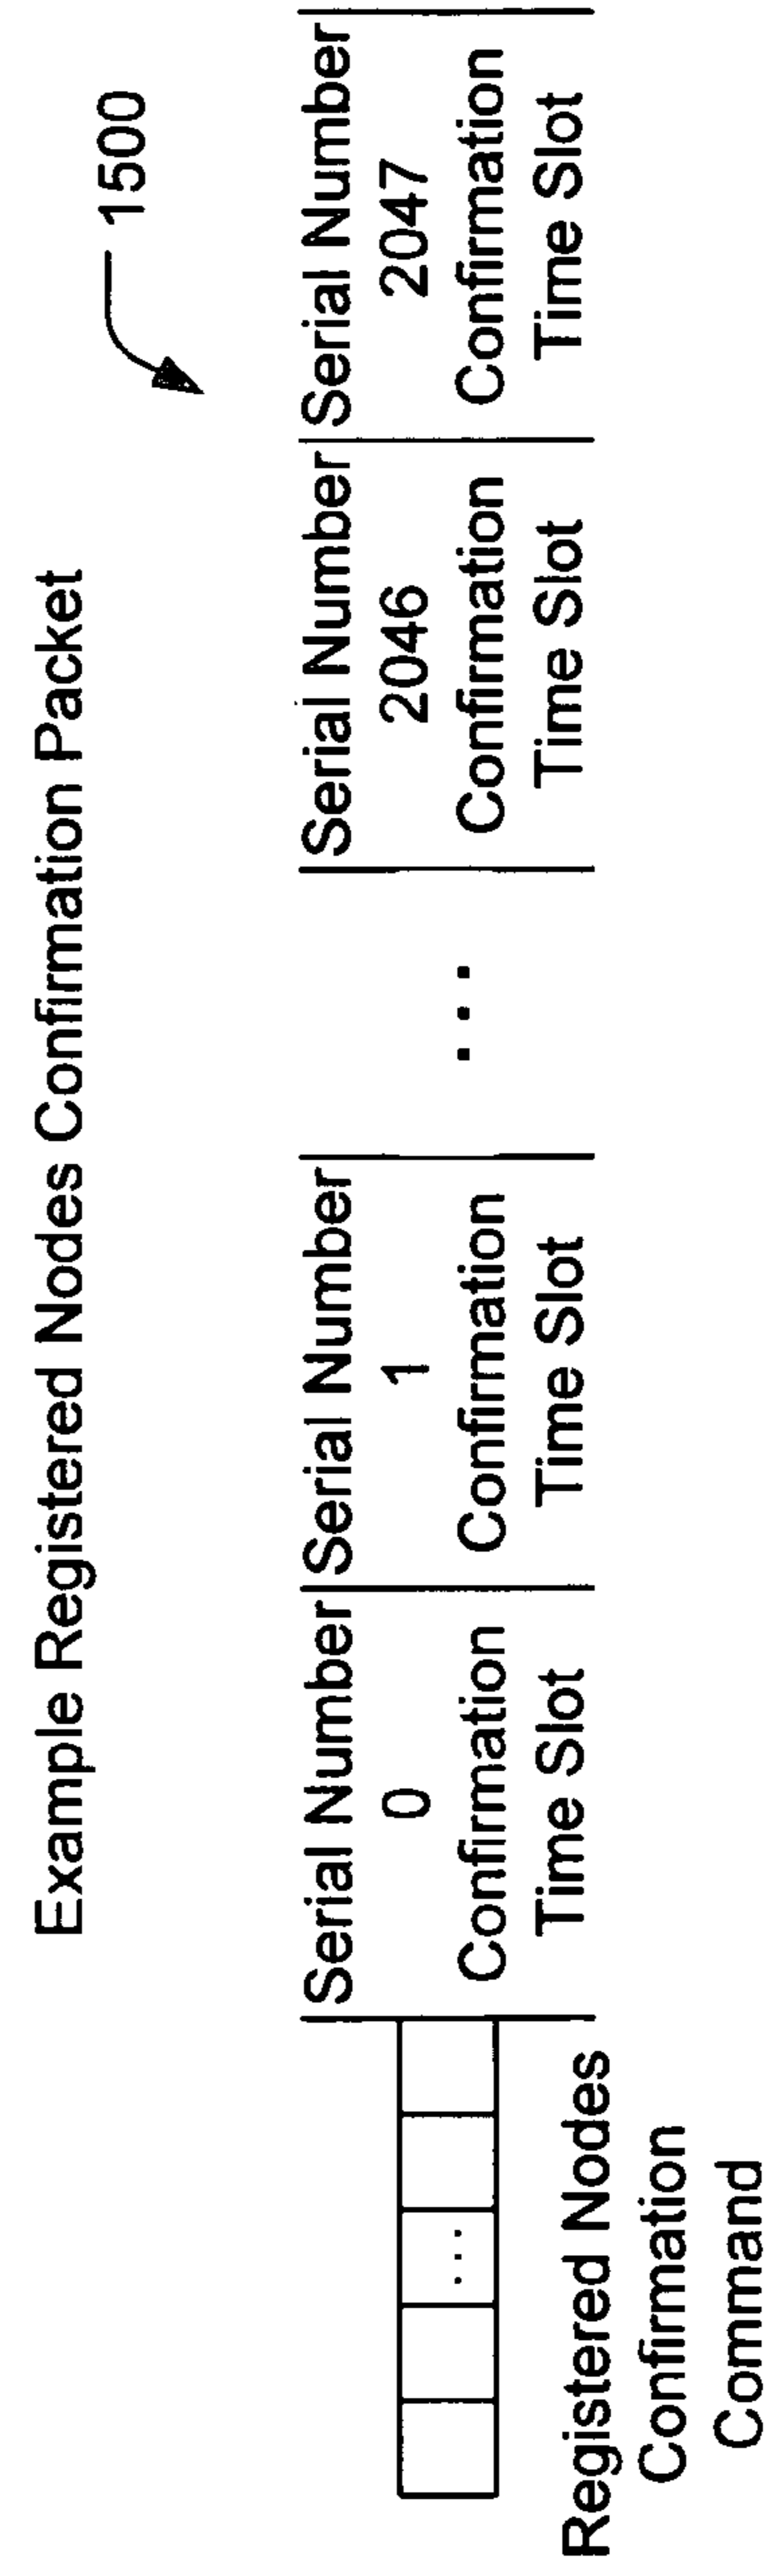 Example Registered Nodes Confirmation Packet
1500
Registered Nodes
Confirmation
Command
...
Serial Number
0
Confirmation
Time Slot
Serial Number
1
Confirmation
Time Slot
...
Serial Number
2046
Confirmation
Time Slot
Serial Number
2047
Confirmation
Time Slot